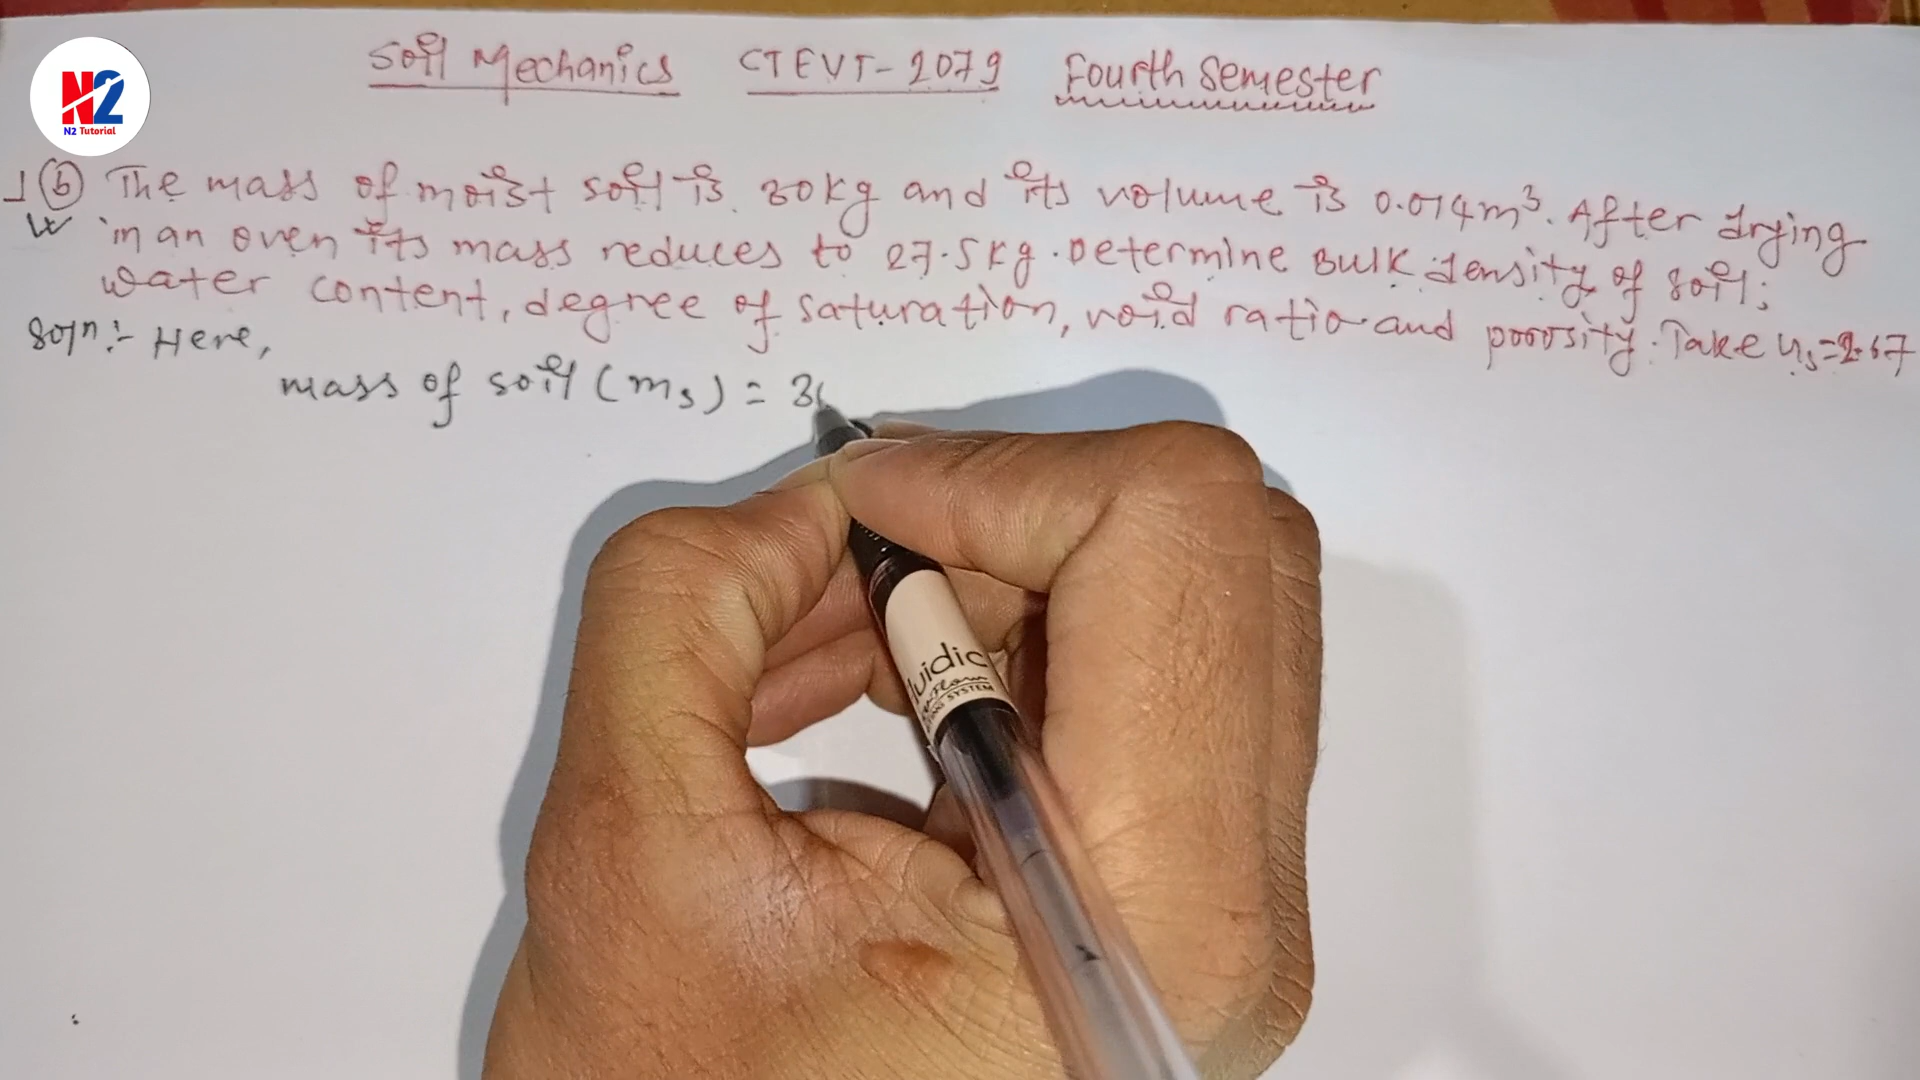 Soil Mechanics CTEVT-2079 Fourth Semester
N2
N2 Tutorial
1 (b) The mass of moist soil is 30kg and its volume is 0.014m³. After drying
in an oven its mass reduces to 27.5kg. Determine Bulk density of soil;
water content, degree of saturation, void ratio and porosity. Take Gs=2.67
Soln:- Here,
mass of soil (ms) = 30
luidic
SYSTEM